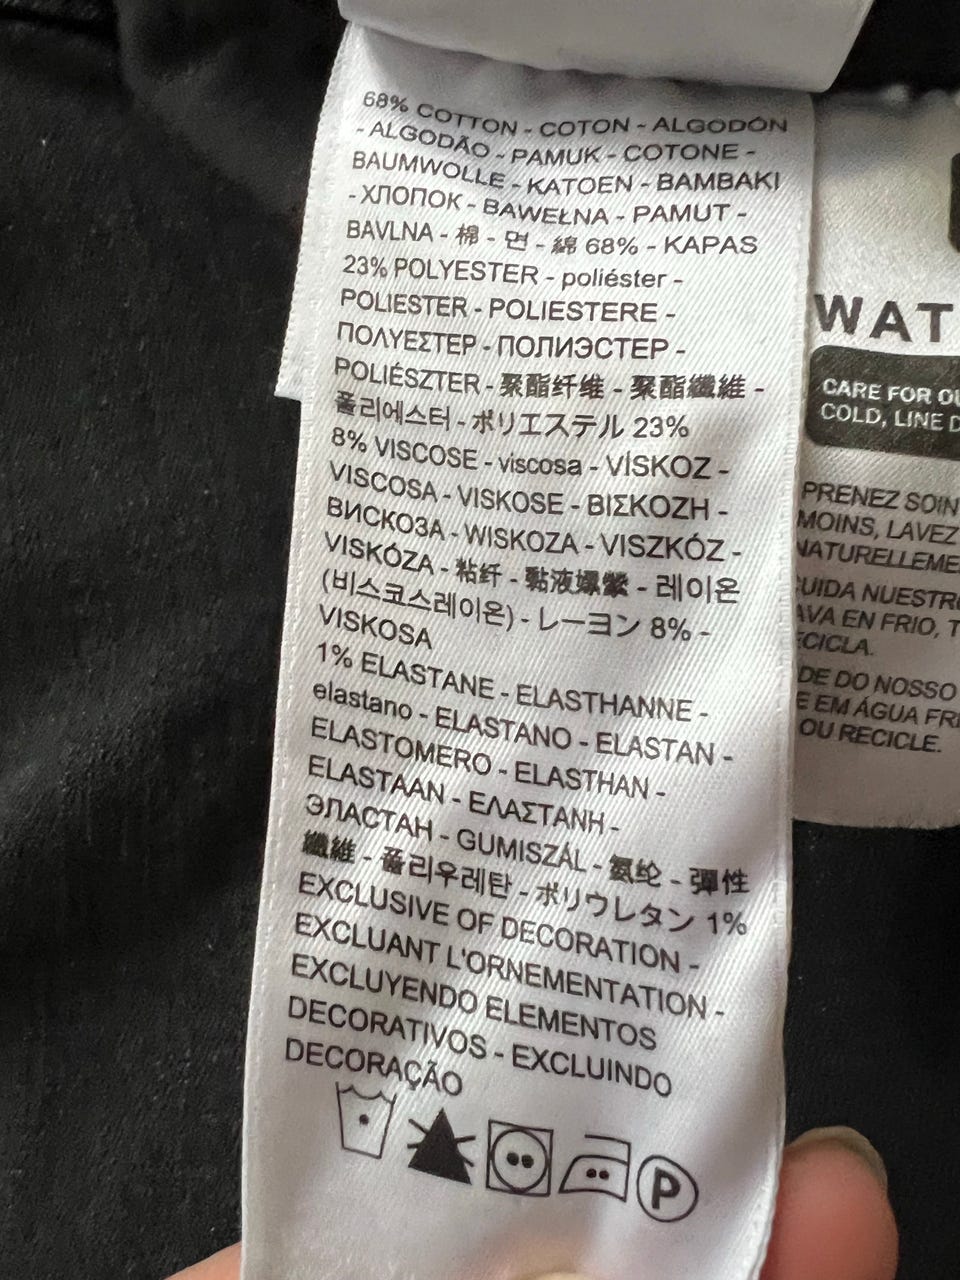 68% COTTON - COTON - ALGODÓN
- ALGODÃO - PAMUK - COTONE -
BAUMWOLLE - KATOEN - BAMBAKI
- ХЛОПОК - BAWEŁNA - PAMUT -
BAVLNA - 棉 - 면 - 綿 68% - KAPAS
23% POLYESTER - poliéster -
POLIESTER - POLIESTERE -
ΠΟΛΥΕΣΤΕΡ - ПОЛИЭСТЕР -
POLIÉSZTER - 聚酯纤维 - 聚酯纖維 -
폴리에스터 - ポリエステル 23%
8% VISCOSE - viscosa - VİSKOZ -
VISCOSA - VISKOSE - ΒΙΣΚΟΖΗ -
ВИСКОЗА - WISKOZA - VISZKÓZ -
VISKÓZA - 粘纤 - 黏液嫘縈 - 레이온
(비스코스레이온) - レーヨン 8% -
VISKOSA
1% ELASTANE - ELASTHANNE -
elastano - ELASTANO - ELASTAN -
ELASTOMERO - ELASTHAN -
ELASTAAN - ΕΛΑΣΤΑΝΗ -
ЭЛАСТАН - GUMISZÁL - 氨纶 - 彈性
纖維 - 폴리우레탄 - ポリウレタン 1%
EXCLUSIVE OF DECORATION -
EXCLUANT L'ORNEMENTATION -
EXCLUYENDO ELEMENTOS
DECORATIVOS - EXCLUINDO
DECORAÇÃO
P
WAT
CARE FOR OU
COLD, LINE D
PRENEZ SOIN
MOINS, LAVEZ
NATURELLEME
UIDA NUESTR
AVA EN FRIO, T
ECICLA.
DE DO NOSSO
E EM ÁGUA FRI
OU RECICLE.